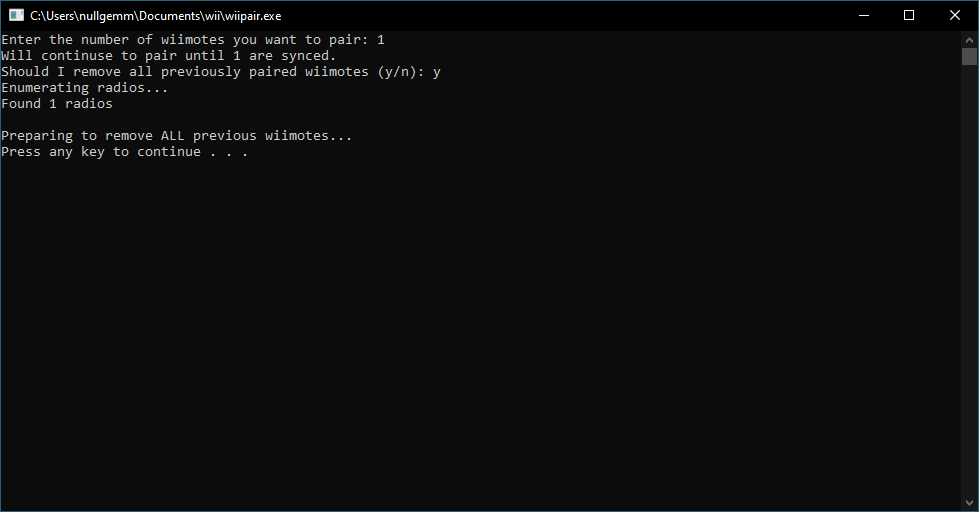 C:\Users\nullgemm\Documents\wii\wiipair.exe
Enter the number of wiimotes you want to pair: 1
Will continuse to pair until 1 are synced.
Should I remove all previously paired wiimotes (y/n): y
Enumerating radios...
Found 1 radios
Preparing to remove ALL previous wiimotes...
Press any key to continue . . .